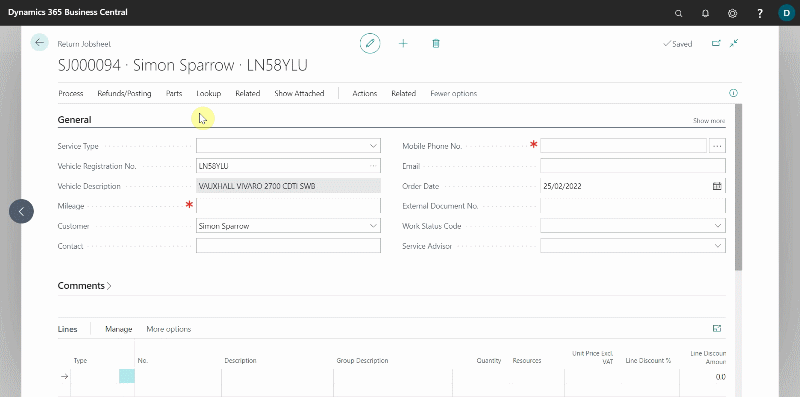 Dynamics 365 Business Central
?
D
Return Jobsheet
Saved
SJ000094 · Simon Sparrow · LN58YLU
Process Refunds/Posting Parts Lookup Related Show Attached Actions Related Fewer options
General
Show more
Service Type
Mobile Phone No. *
Vehicle Registration No. LN58YLU
Email
Vehicle Description VAUXHALL VIVARO 2700 CDTI SWB
Order Date 25/02/2022
Mileage *
External Document No.
Customer Simon Sparrow
Work Status Code
Contact
Service Advisor
Comments
Lines Manage More options
Type No. Description Group Description Quantity Resources Unit Price Excl. VAT Line Discount % Line Discoun Amoun
0.0